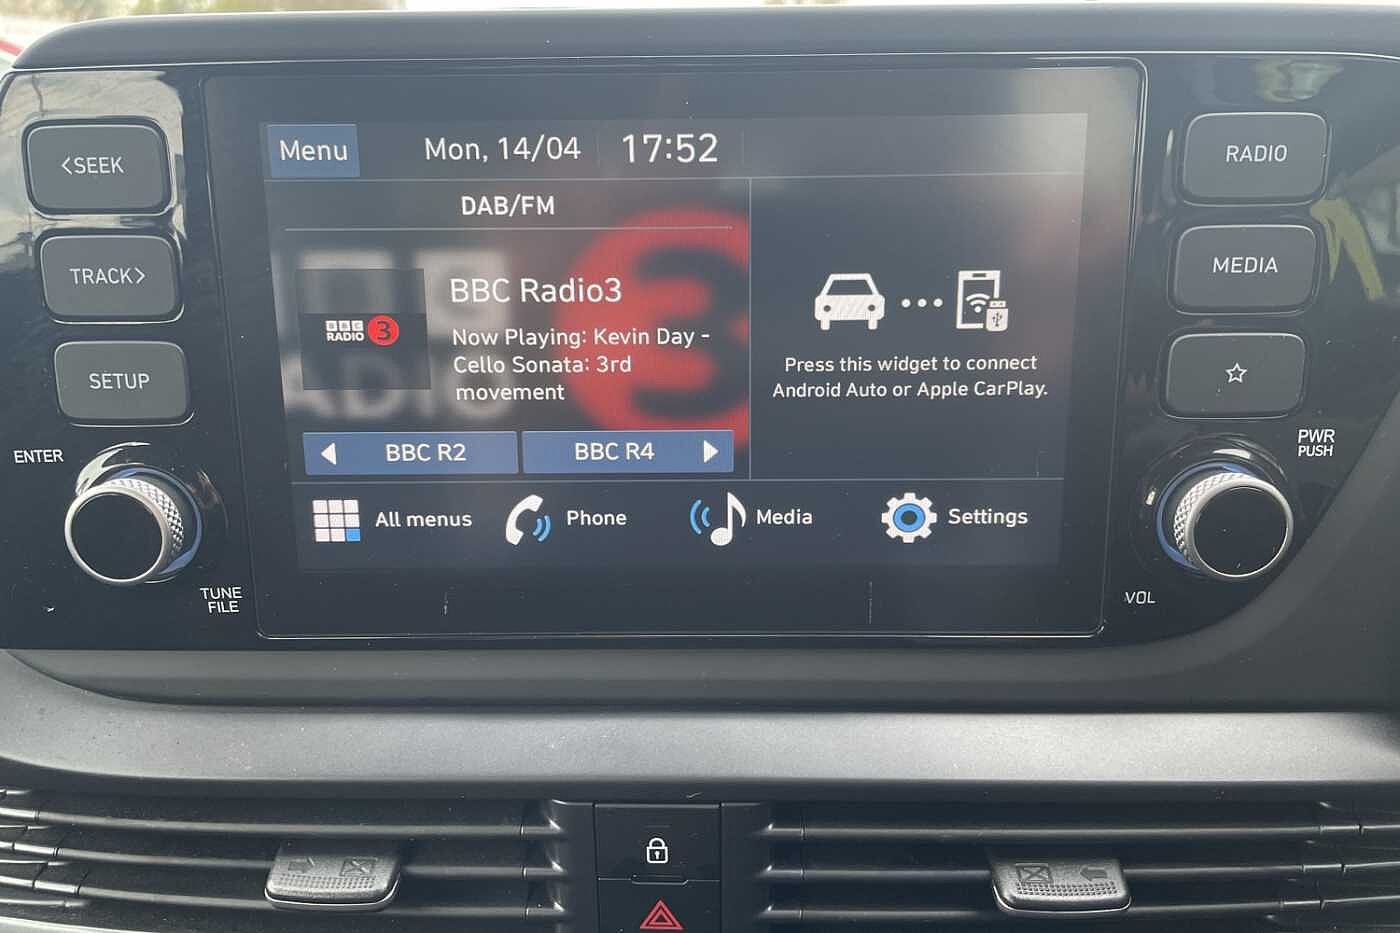 <SEEK
TRACK>
SETUP
ENTER
TUNE
FILE
Menu
Mon, 14/04
17:52
DAB/FM
BBC
RADIO 3
BBC Radio3
Now Playing: Kevin Day -
Cello Sonata: 3rd
movement
BBC R2
BBC R4
Press this widget to connect
Android Auto or Apple CarPlay.
All menus
Phone
Media
Settings
RADIO
MEDIA
PWR
PUSH
VOL